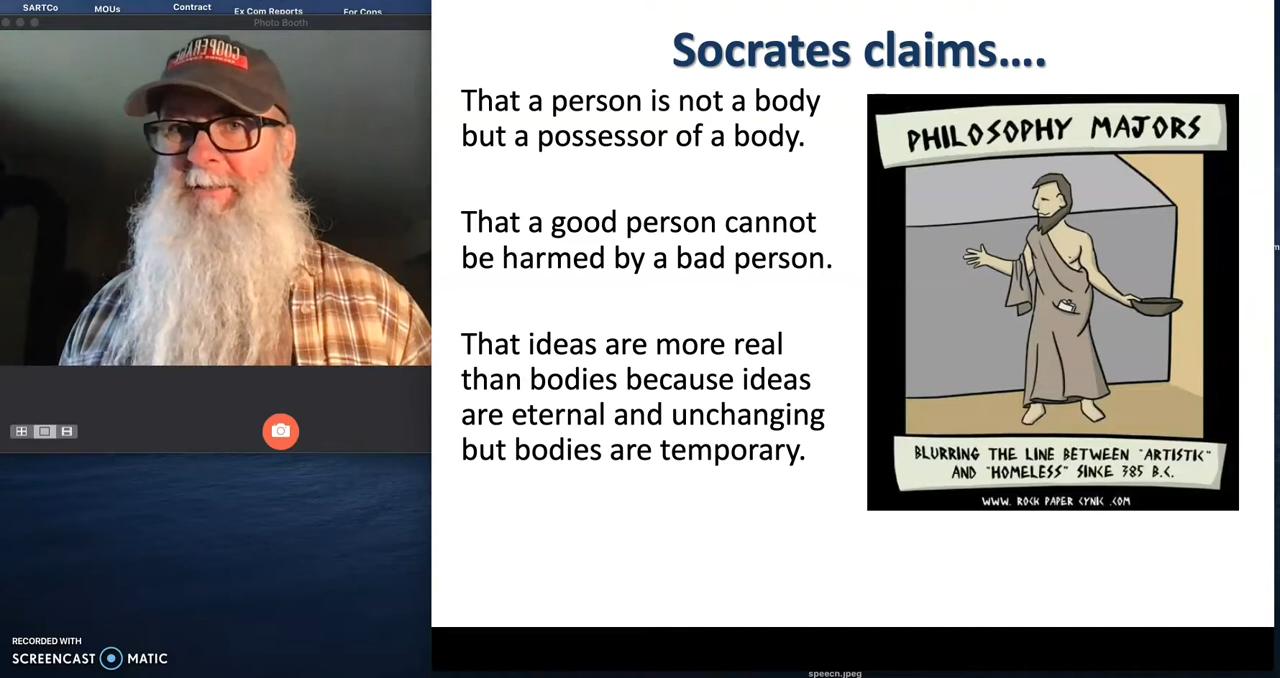 SARTCo
MOUs
Contract
Ex Com Reports
For Cons
Photo Booth
COOPERAGE
Socrates claims....
That a person is not a body
but a possessor of a body.
That a good person cannot
be harmed by a bad person.
That ideas are more real
than bodies because ideas
are eternal and unchanging
but bodies are temporary.
PHILOSOPHY MAJORS
BLURRING THE LINE BETWEEN "ARTISTIC"
AND "HOMELESS" SINCE 385 B.C.
WWW. ROCK PAPER CYNIC .COM
RECORDED WITH
SCREENCAST MATIC
speech.jpeg